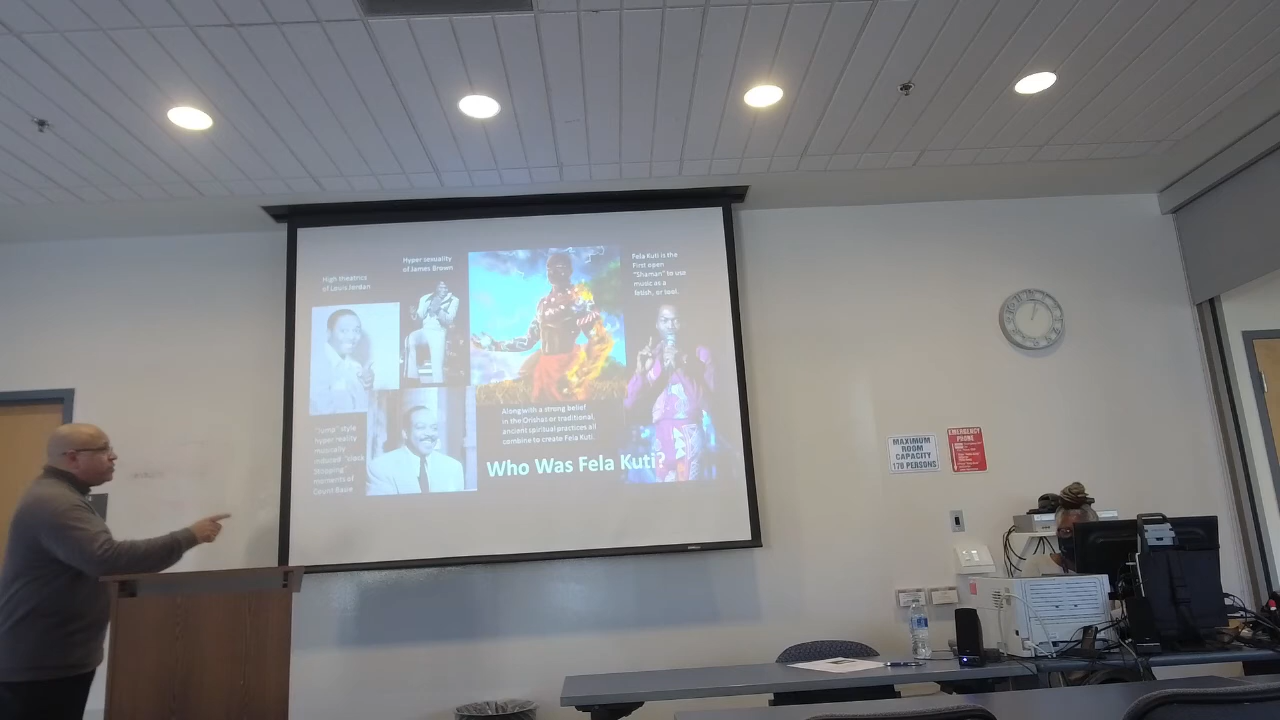 High theatrics
of Louis Jordan
Hyper sexuality
of James Brown
Fela Kuti is the
First open
"Shaman" to use
music as a
fetish, or tool.
"Jump" style
hyper reality
musically
induced "clock
stopping"
moments of
Count Basie
Along with a strong belief
in the Orishas or traditional,
ancient spiritual practices all
combine to create Fela Kuti.
Who Was Fela Kuti?
MAXIMUM
ROOM
CAPACITY
178 PERSONS
EMERGENCY
PHONE